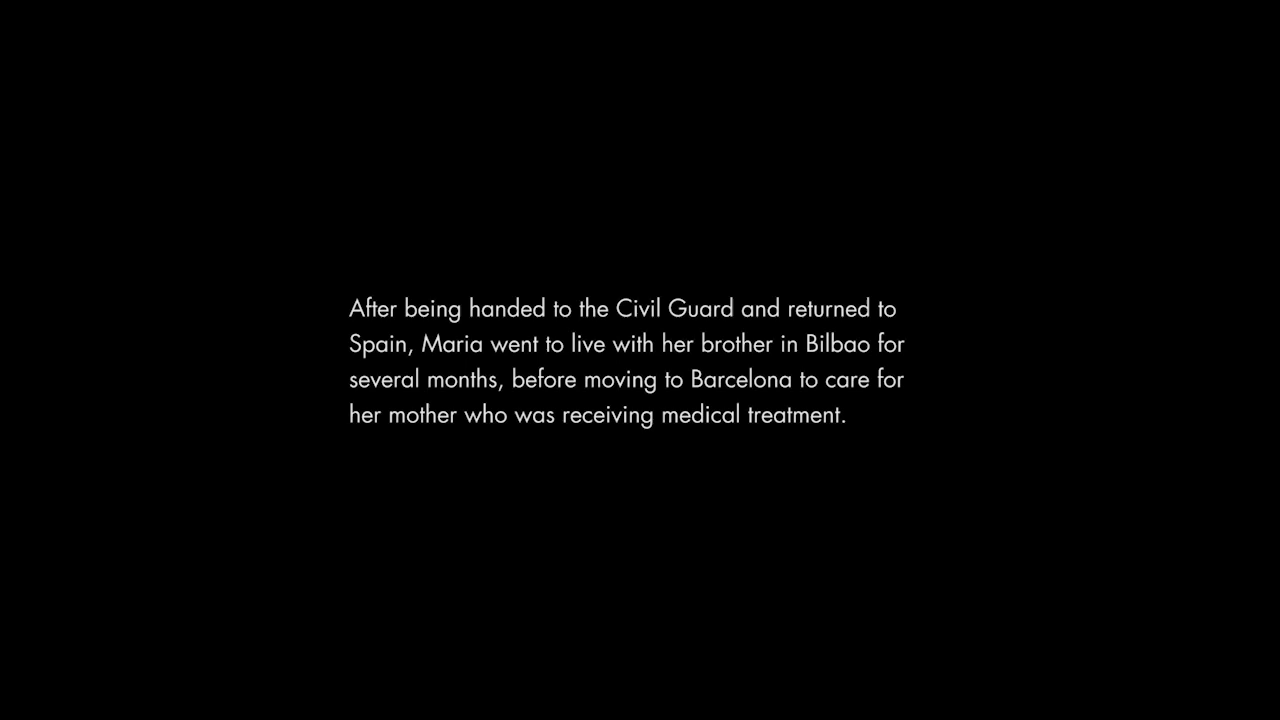 After being handed to the Civil Guard and returned to
Spain, Maria went to live with her brother in Bilbao for
several months, before moving to Barcelona to care for
her mother who was receiving medical treatment.